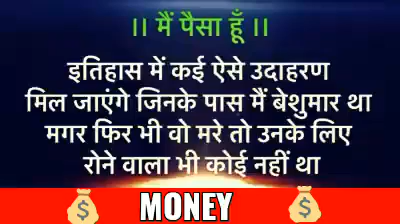 ।। मैं पैसा हूँ ।।
इतिहास में कई ऐसे उदाहरण
मिल जाएंगे जिनके पास मैं बेशुमार था
मगर फिर भी वो मरे तो उनके लिए
रोने वाला भी कोई नहीं था
MONEY